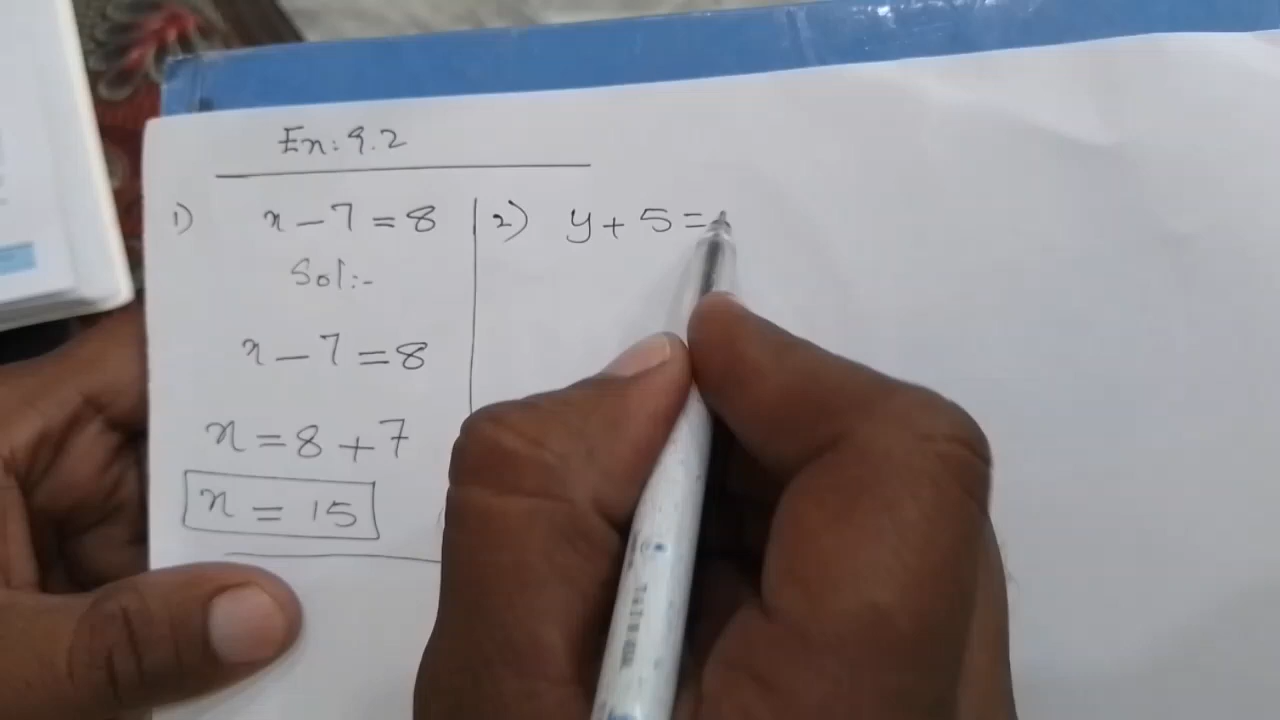 Ex: 9.2
1) x - 7 = 8
Sol:-
x - 7 = 8
x = 8 + 7
x = 15
2) y + 5 =